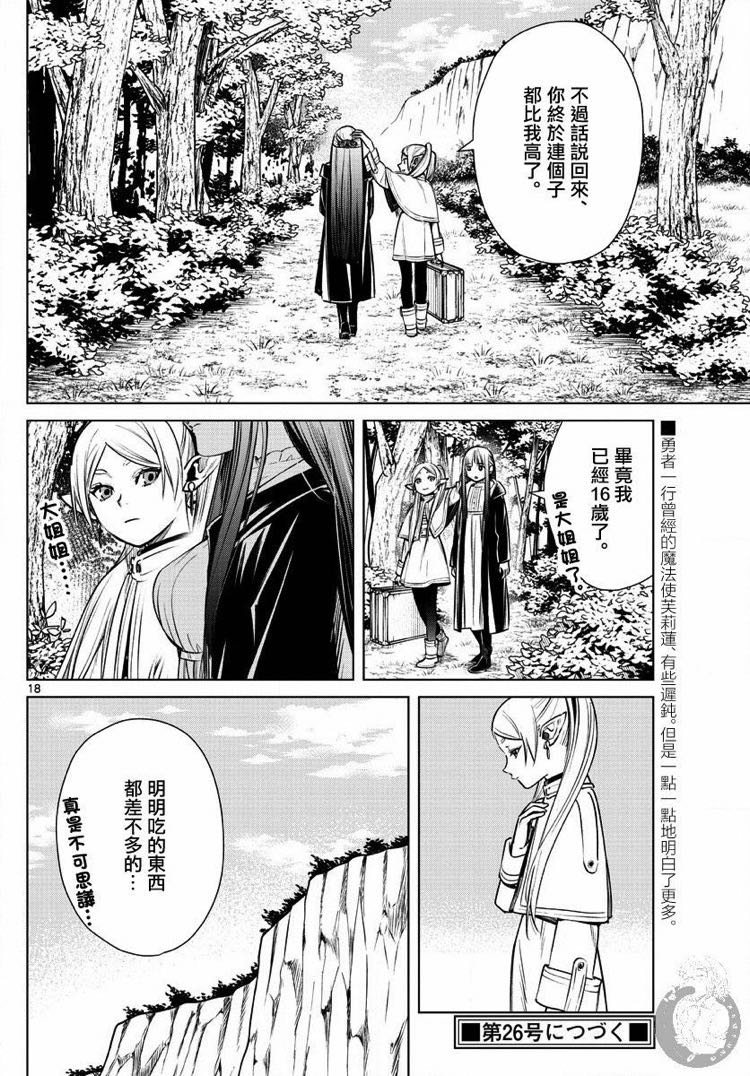 不過話說回來、
你終於連個子
都比我高了。
■勇者一行曾經的魔法使芙莉蓮、有些遲鈍。但是一點一點地明白了更多。
畢竟我
已經16歲了。
是大姐姐？
大姐姐…
18
明明吃的東西
都差不多的…
真是不可思議…
■第26号につづく■